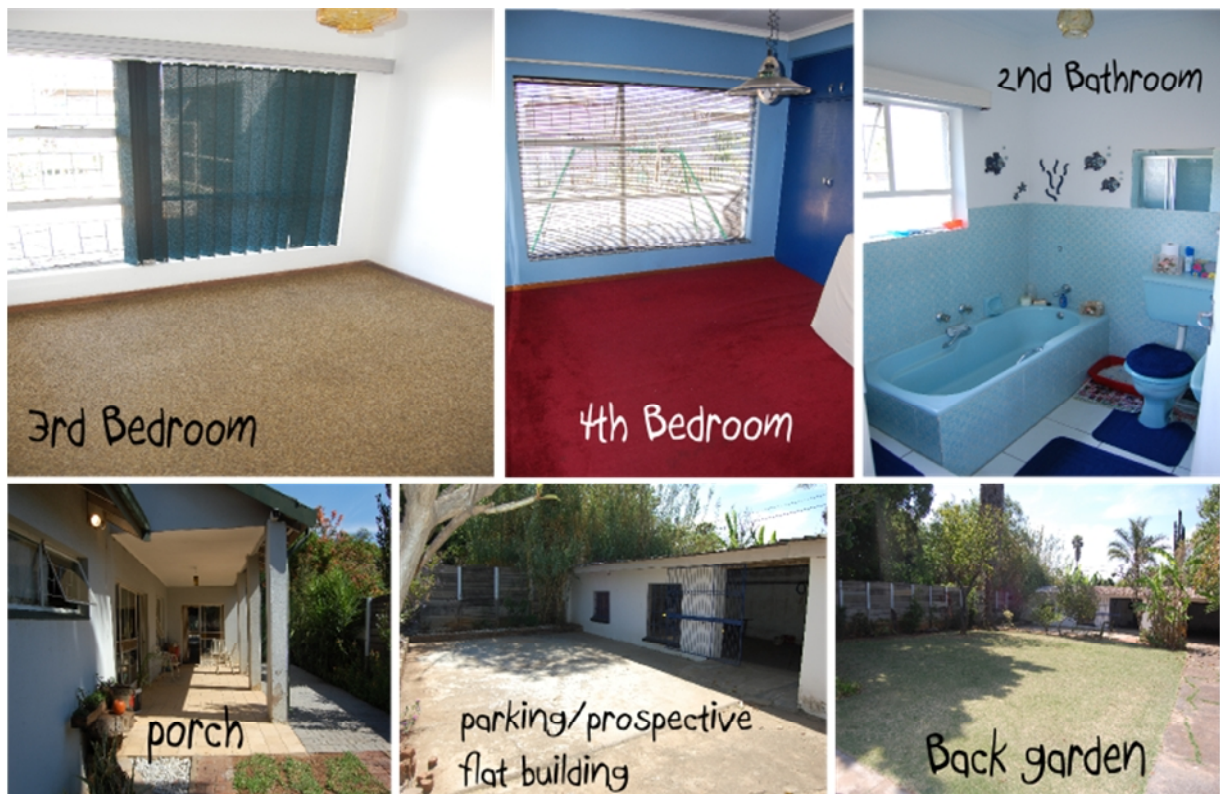 3rd Bedroom
4th Bedroom
2nd Bathroom
porch
parking/prospective
flat building
Back garden